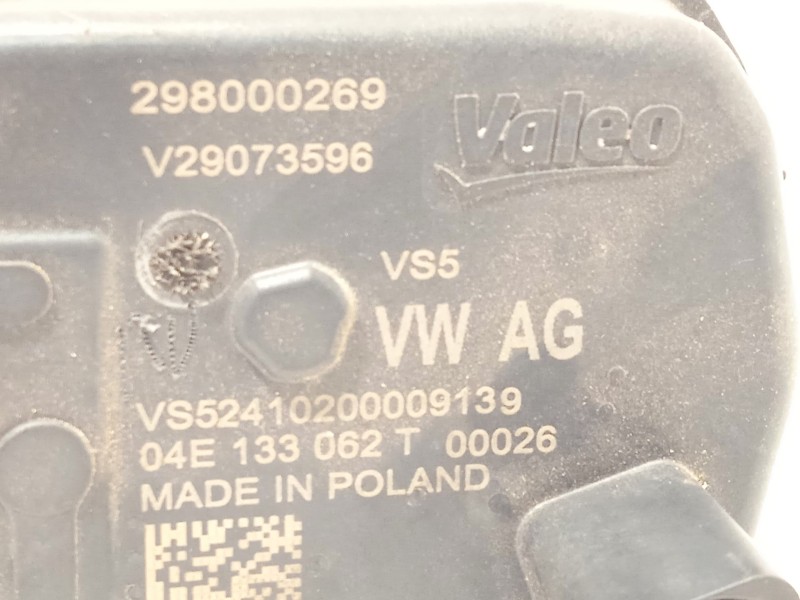 298000269
Valeo
V29073596
VS5
VW AG
VS52410200009139
04E 133 062 T 00026
MADE IN POLAND